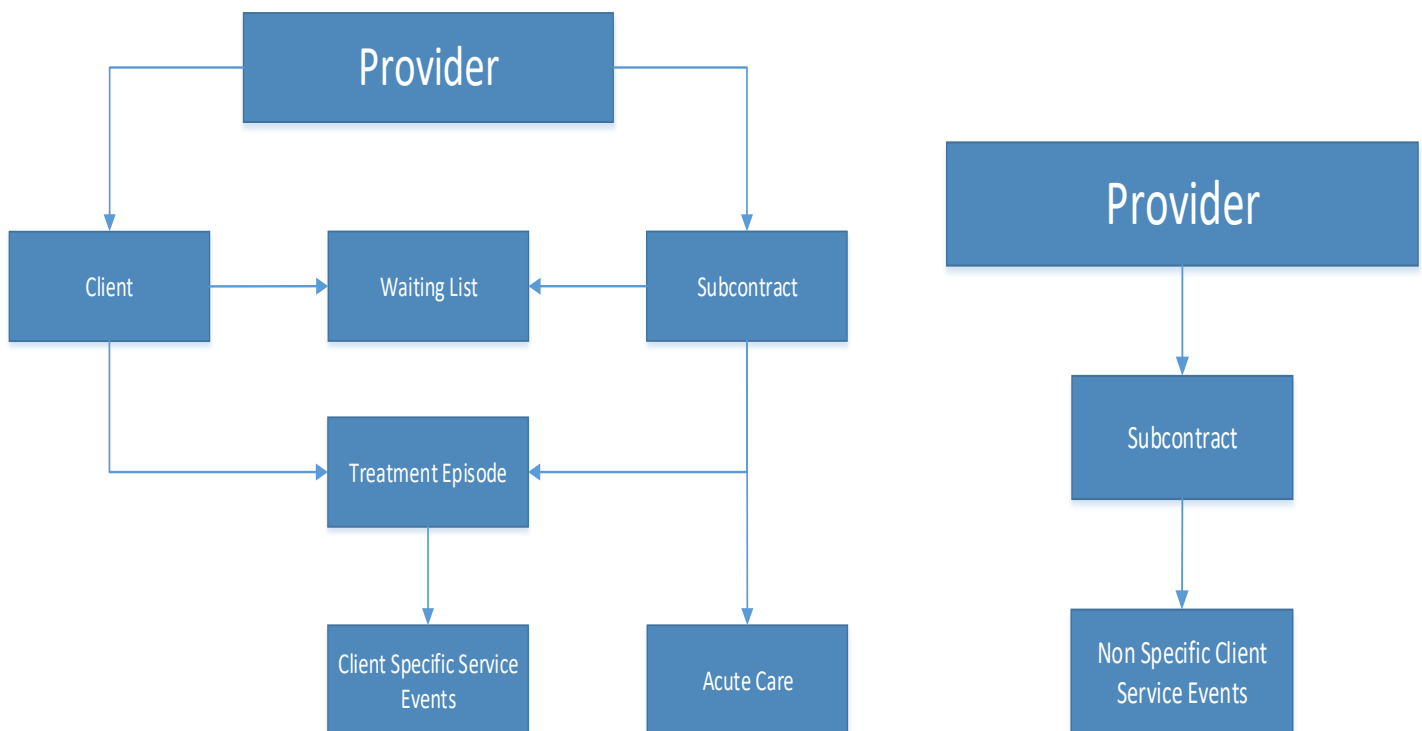 Provider
Client
Waiting List
Subcontract
Treatment Episode
Client Specific Service
Events
Acute Care
Provider
Subcontract
Non Specific Client
Service Events